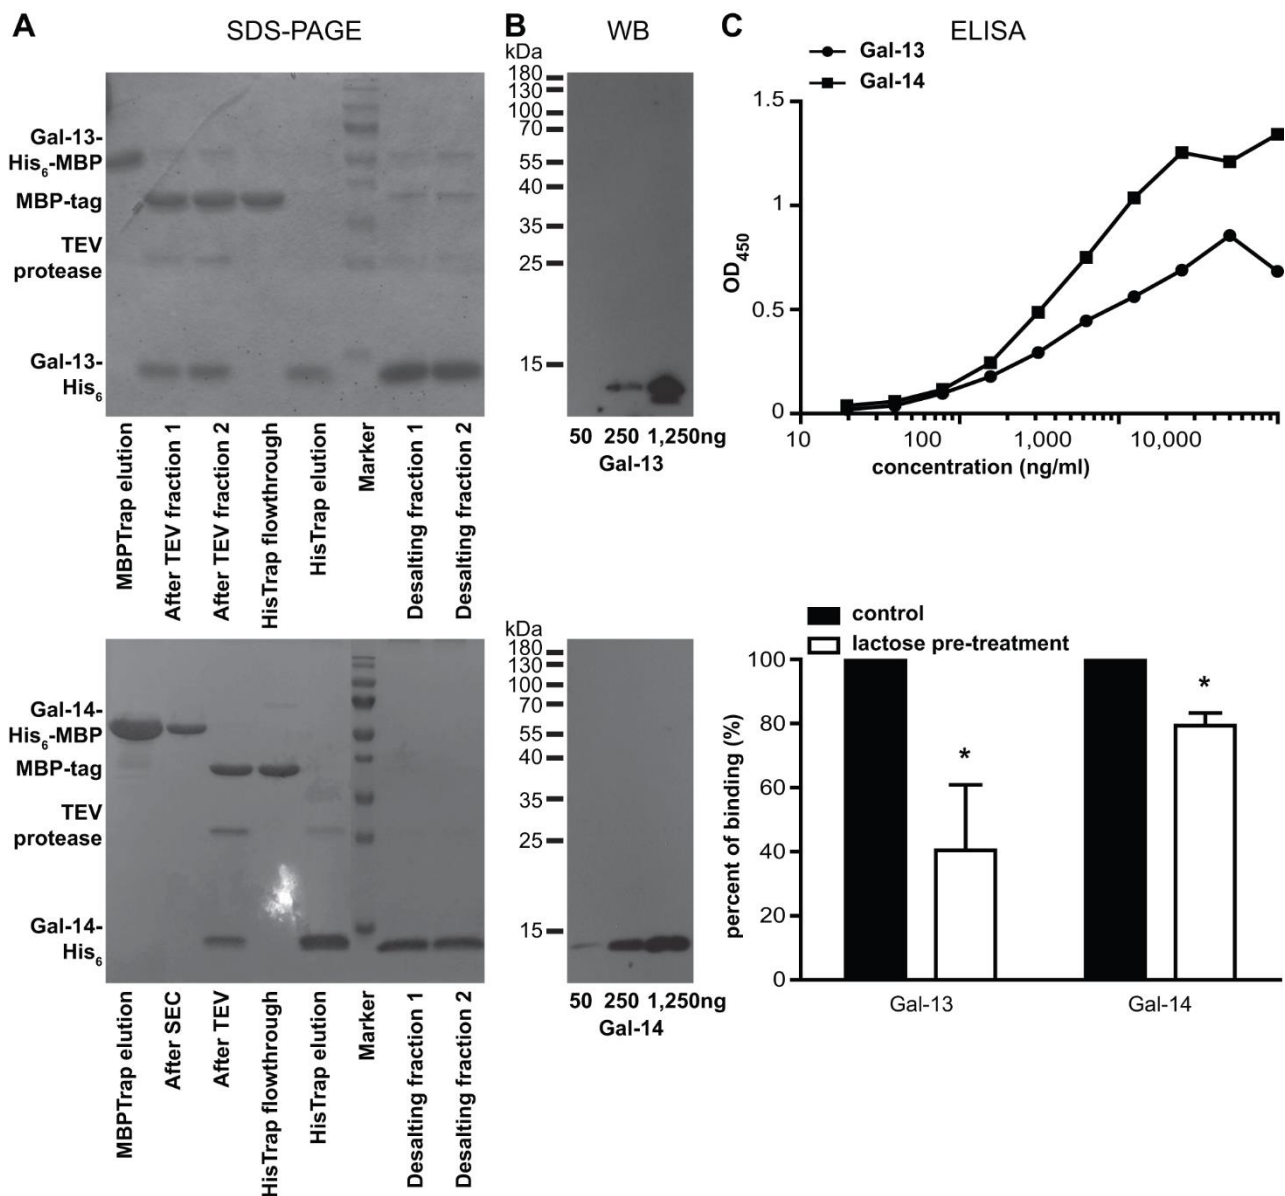 A
SDS-PAGE
Gal-13-
His6-MBP
MBP-tag
TEV
protease
Gal-13-
His6
MBPTrap elution
After TEV fraction 1
After TEV fraction 2
HisTrap flowthrough
HisTrap elution
Marker
Desalting fraction 1
Desalting fraction 2
Gal-14-
His6-MBP
MBP-tag
TEV
protease
Gal-14-
His6
MBPTrap elution
After SEC
After TEV
HisTrap flowthrough
HisTrap elution
Marker
Desalting fraction 1
Desalting fraction 2
B
WB
kDa
180
130
100
70
55
40
35
25
15
50 250 1,250ng
Gal-13
kDa
180
130
100
70
55
40
35
25
15
50 250 1,250ng
Gal-14
C
ELISA
Gal-13
Gal-14
OD450
1.5
1.0
0.5
0
10 100 1,000 10,000
concentration (ng/ml)
control
lactose pre-treatment
percent of binding (%)
100
80
60
40
20
0
*
*
Gal-13 Gal-14